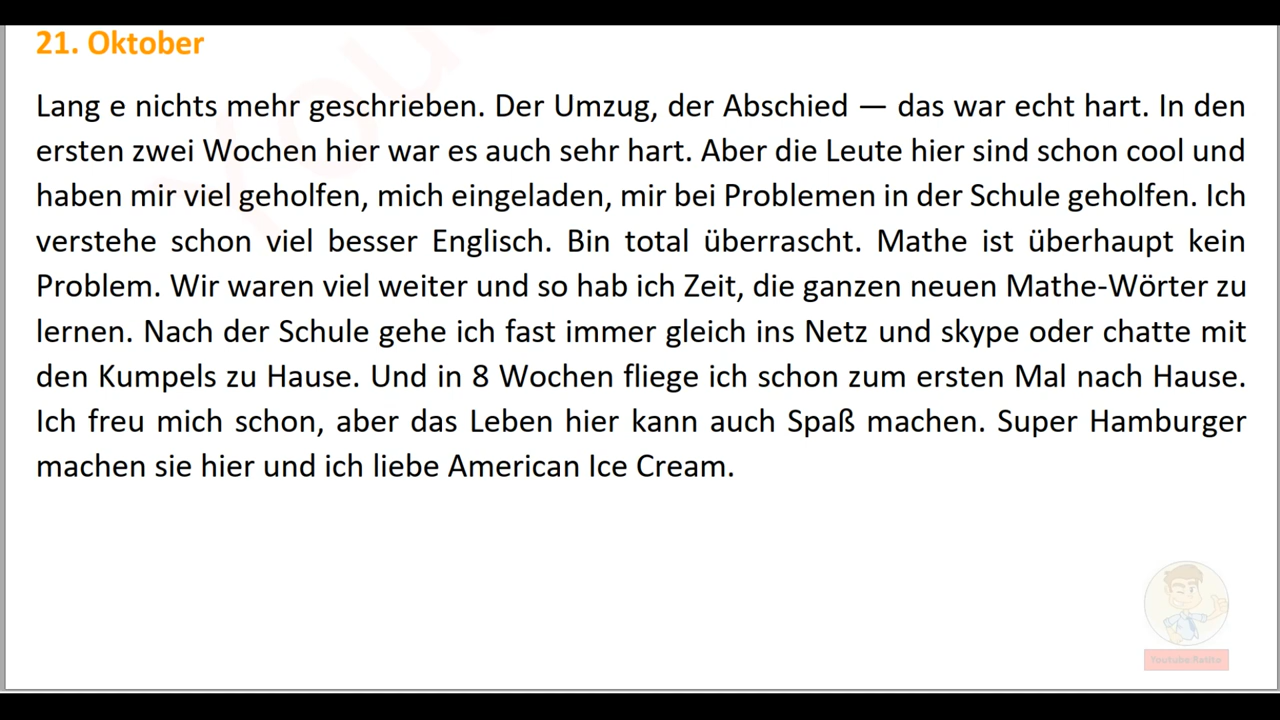 21. Oktober
Lang e nichts mehr geschrieben. Der Umzug, der Abschied — das war echt hart. In den
ersten zwei Wochen hier war es auch sehr hart. Aber die Leute hier sind schon cool und
haben mir viel geholfen, mich eingeladen, mir bei Problemen in der Schule geholfen. Ich
verstehe schon viel besser Englisch. Bin total überrascht. Mathe ist überhaupt kein
Problem. Wir waren viel weiter und so hab ich Zeit, die ganzen neuen Mathe-Wörter zu
lernen. Nach der Schule gehe ich fast immer gleich ins Netz und skype oder chatte mit
den Kumpels zu Hause. Und in 8 Wochen fliege ich schon zum ersten Mal nach Hause.
Ich freu mich schon, aber das Leben hier kann auch Spaß machen. Super Hamburger
machen sie hier und ich liebe American Ice Cream.